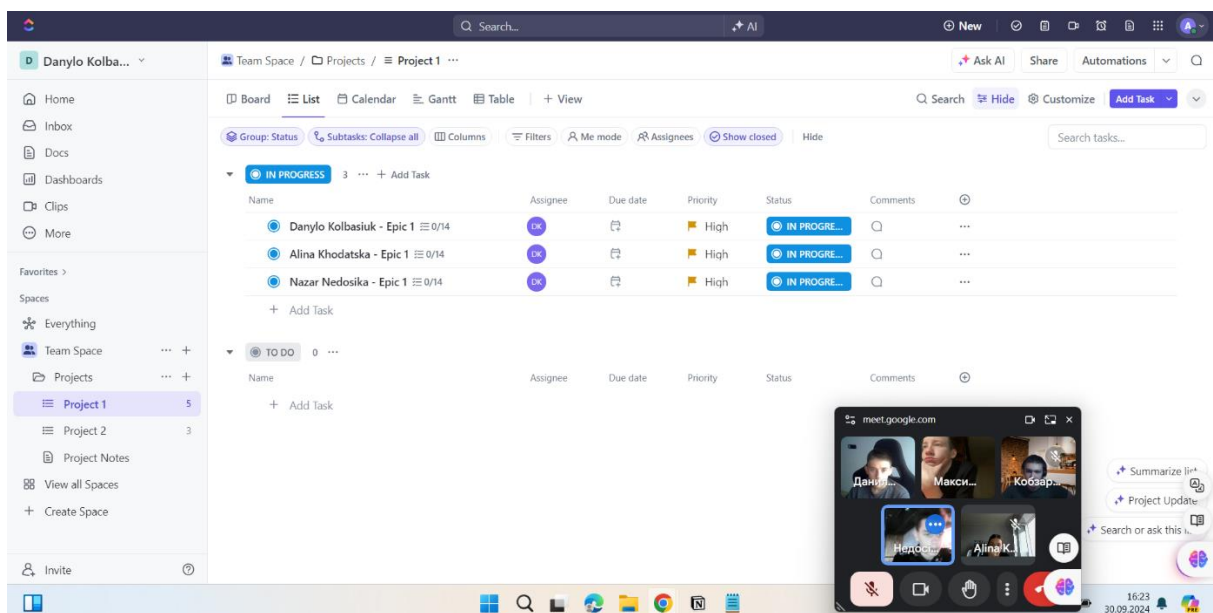 Search...
AI
New
A
D Danylo Kolba...
Team Space / Projects / Project 1 ...
Ask AI
Share
Automations
Home
Inbox
Docs
Dashboards
Clips
More
Favorites >
Spaces
Everything
Team Space ... +
Projects ... +
Project 1 5
Project 2 3
Project Notes
View all Spaces
+ Create Space
Invite
Board List Calendar Gantt Table + View
Search Hide Customize Add Task
Group: Status Subtasks: Collapse all Columns Filters Me mode Assignees Show closed Hide
Search tasks...
IN PROGRESS 3 ... + Add Task
Name Assignee Due date Priority Status Comments
Danylo Kolbasiuk - Epic 1 0/14 DK High IN PROGRE... ...
Alina Khodatska - Epic 1 0/14 DK High IN PROGRE... ...
Nazar Nedosika - Epic 1 0/14 DK High IN PROGRE... ...
+ Add Task
TO DO 0 ...
Name Assignee Due date Priority Status Comments
+ Add Task
meet.google.com
Данил...
Макси...
Кобзар...
Недосі...
Alina K...
Summarize list
Project Update
Search or ask this
16:23
30.09.2024